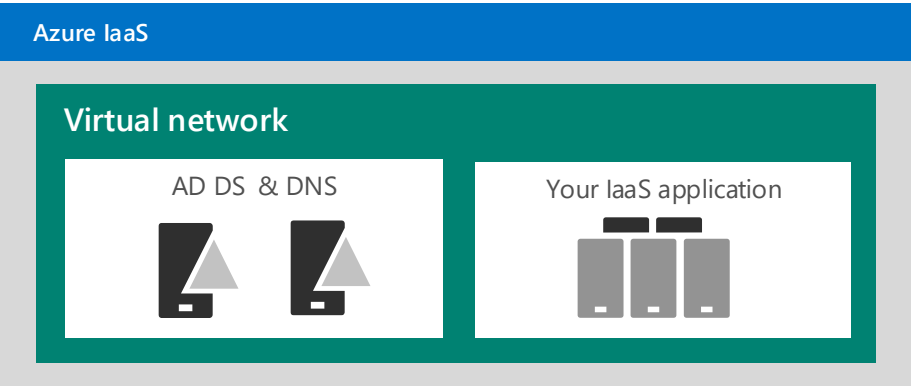 Azure IaaS
Virtual network
AD DS & DNS
Your IaaS application